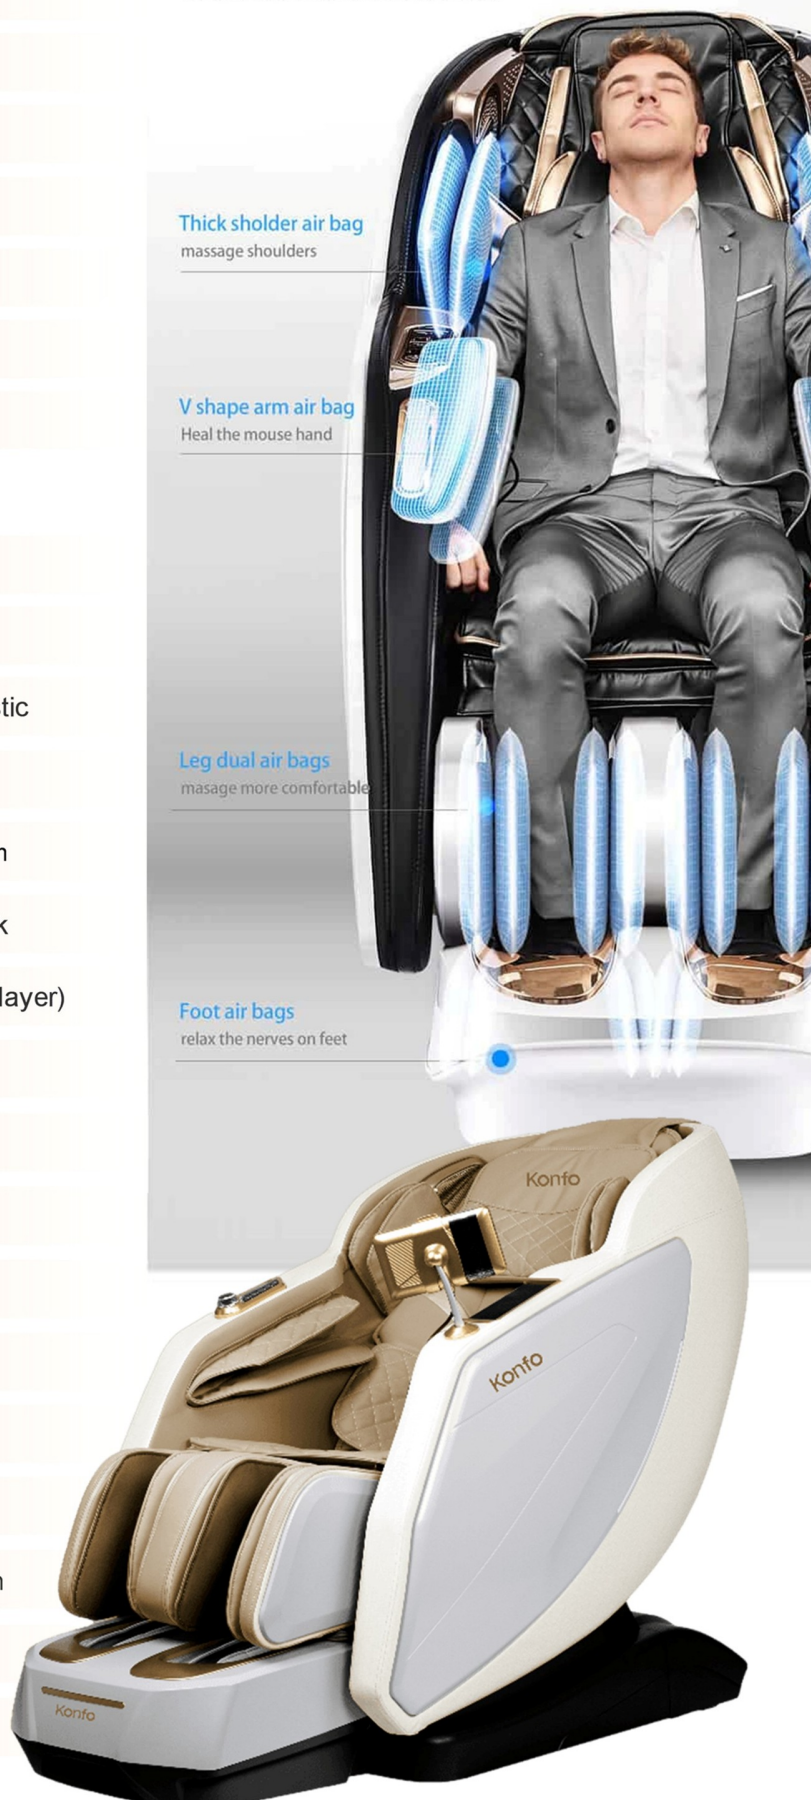 Thick sholder air bag
massage shoulders
V shape arm air bag
Heal the mouse hand
tic
Leg dual air bags
masage more comfortable
k
layer)
Foot air bags
relax the nerves on feet
Konfo
Konfo
Konfo